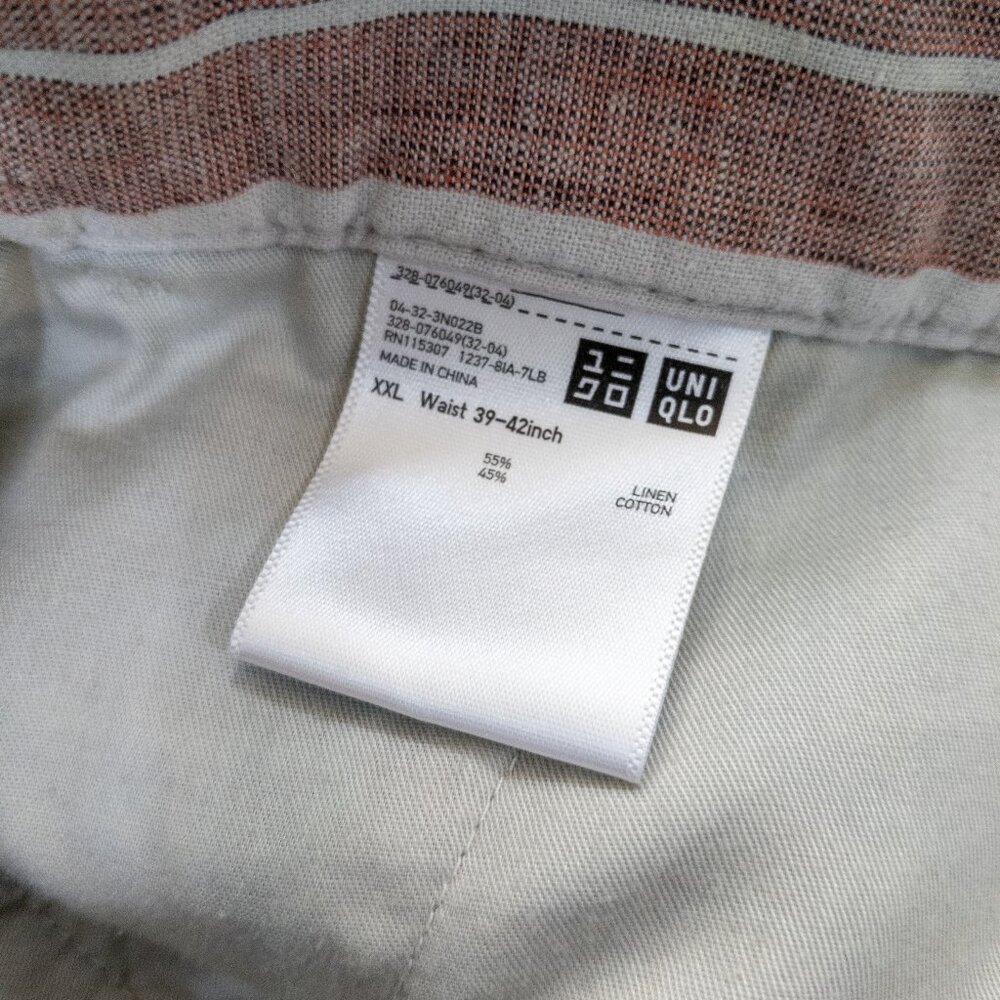 328-076049(32-04)
04-32-3N022B
328-076049(32-04)
RN115307 1237-8IA-7LB
MADE IN CHINA
ユニ
クロ
UNI
QLO
XXL Waist 39-42inch
55%
45%
LINEN
COTTON